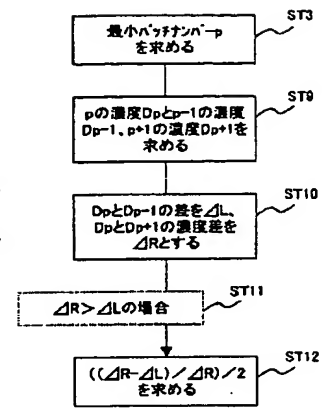 ST3
最小パッチナンバーp
を求める
ST9
pの濃度Dpとp-1の濃度
Dp-1、p+1の濃度Dp+1を
求める
ST10
DpとDp-1の差を⊿L、
DpとDp+1の濃度差を
⊿Rとする
ST11
⊿R>⊿Lの場合
ST12
((⊿R-⊿L)/⊿R)/2
を求める